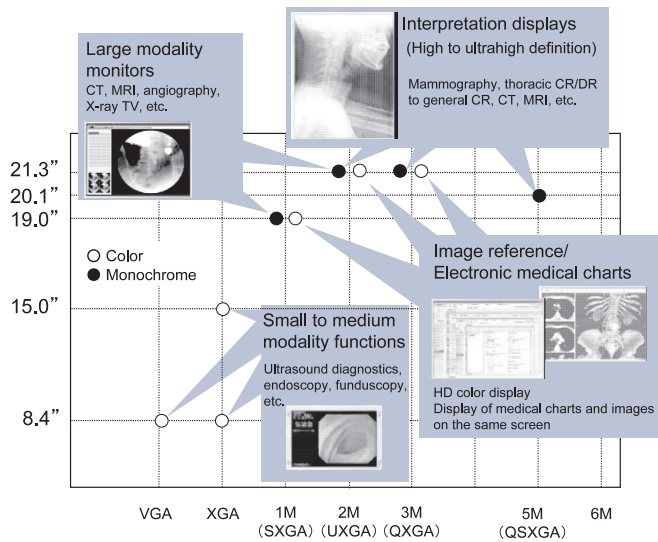 Large modality
monitors
CT, MRI, angiography,
X-ray TV, etc.
Interpretation displays
(High to ultrahigh definition)
Mammography, thoracic CR/DR
to general CR, CT, MRI, etc.
21.3”
20.1”
19.0”
15.0”
8.4”
Color
Monochrome
Image reference/
Electronic medical charts
HD color display
Display of medical charts and images
on the same screen
Small to medium
modality functions
Ultrasound diagnostics,
endoscopy, funduscopy,
etc.
VGA XGA 1M 2M 3M 5M 6M
(SXGA) (UXGA) (QXGA) (QSXGA)